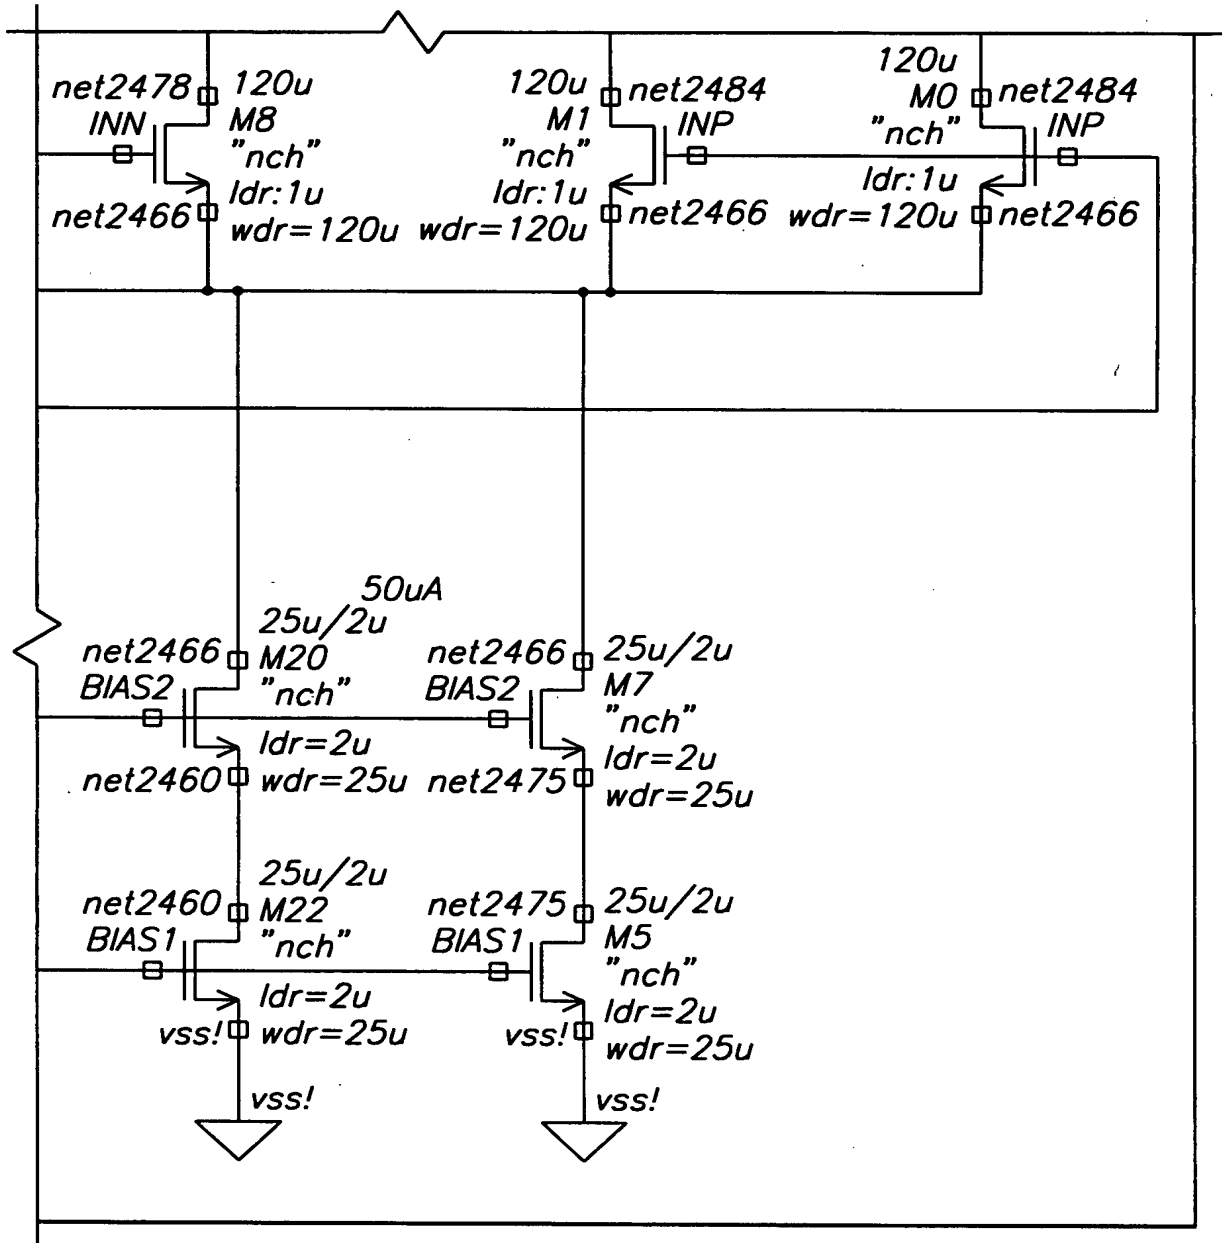 net2478
120u
INN
M8
"nch"
ldr:1u
net2466
wdr=120u
120u
net2484
M1
INP
"nch"
ldr:1u
net2466
wdr=120u
120u
net2484
M0
INP
"nch"
ldr:1u
net2466
wdr=120u
50uA
25u/2u
net2466
M20
BIAS2
"nch"
ldr=2u
net2460
wdr=25u
net2466
25u/2u
M7
BIAS2
"nch"
ldr=2u
net2475
wdr=25u
25u/2u
net2460
M22
BIAS1
"nch"
ldr=2u
vss!
wdr=25u
vss!
net2475
25u/2u
M5
BIAS1
"nch"
ldr=2u
vss!
wdr=25u
vss!